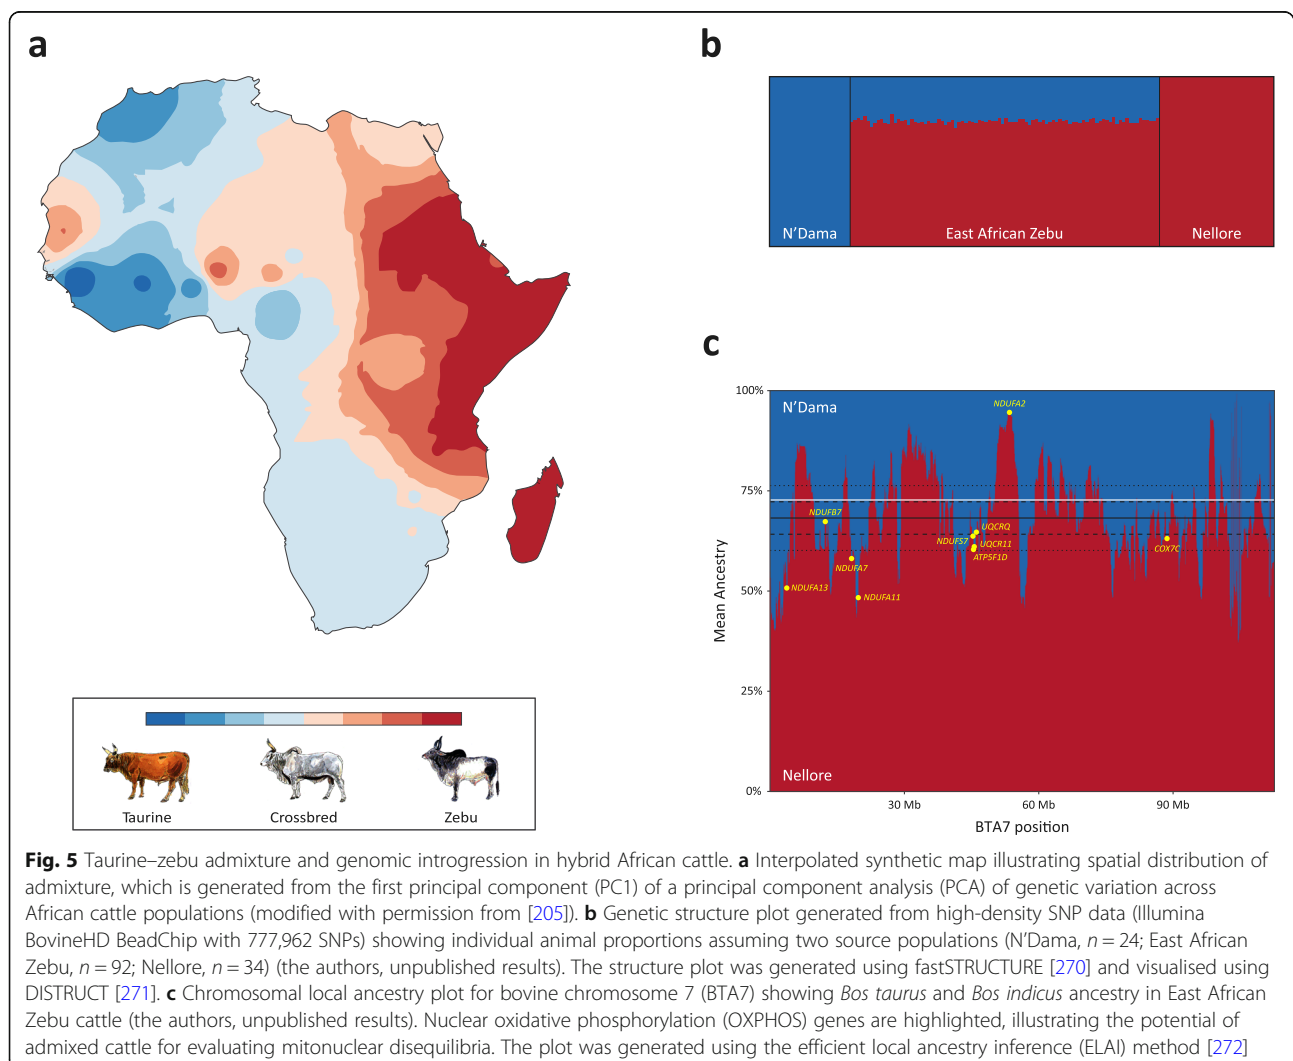 a
Taurine
Crossbred
Zebu
b
N’Dama
East African Zebu
Nellore
c
100%
75%
50%
25%
0%
Mean Ancestry
N’Dama
NDUFA2
NDUFB7
UQCRQ
NDUFS7
UQCR11
ATP5F1D
COX7C
NDUFA7
NDUFA13
NDUFA11
Nellore
30 Mb
60 Mb
90 Mb
BTA7 position
Fig. 5 Taurine–zebu admixture and genomic introgression in hybrid African cattle. a Interpolated synthetic map illustrating spatial distribution of
admixture, which is generated from the first principal component (PC1) of a principal component analysis (PCA) of genetic variation across
African cattle populations (modified with permission from [205]). b Genetic structure plot generated from high-density SNP data (Illumina
BovineHD BeadChip with 777,962 SNPs) showing individual animal proportions assuming two source populations (N’Dama, n = 24; East African
Zebu, n = 92; Nellore, n = 34) (the authors, unpublished results). The structure plot was generated using fastSTRUCTURE [270] and visualised using
DISTRUCT [271]. c Chromosomal local ancestry plot for bovine chromosome 7 (BTA7) showing Bos taurus and Bos indicus ancestry in East African
Zebu cattle (the authors, unpublished results). Nuclear oxidative phosphorylation (OXPHOS) genes are highlighted, illustrating the potential of
admixed cattle for evaluating mitonuclear disequilibria. The plot was generated using the efficient local ancestry inference (ELAI) method [272]